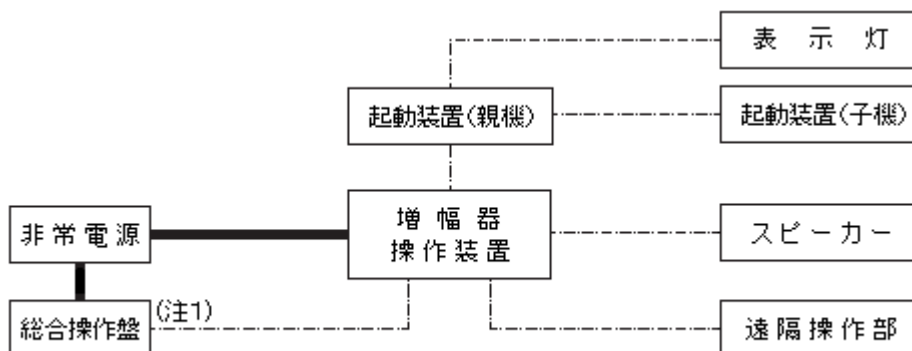 表示灯
起動装置(親機)
起動装置(子機)
増幅器
操作装置
非常電源
スピーカー
総合操作盤
(注1)
遠隔操作部